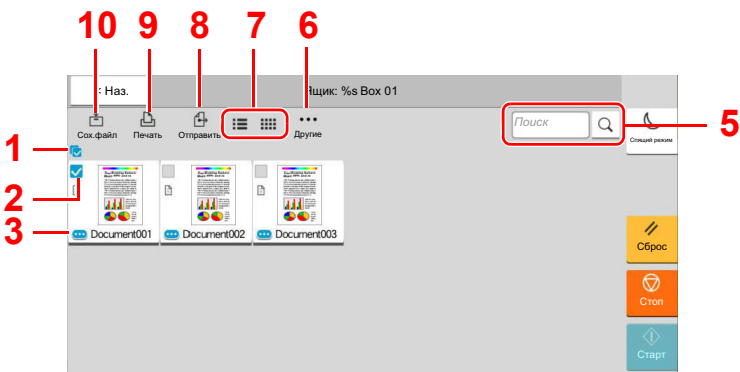 10 9 8 7 6
< Наз.
Ящик: %s Box 01
Сох.файл
Печать
Отправить
Другие
Поиск
5
Спящий режим
1
2
3
Document001
Document002
Document003
Сброс
Стоп
Старт